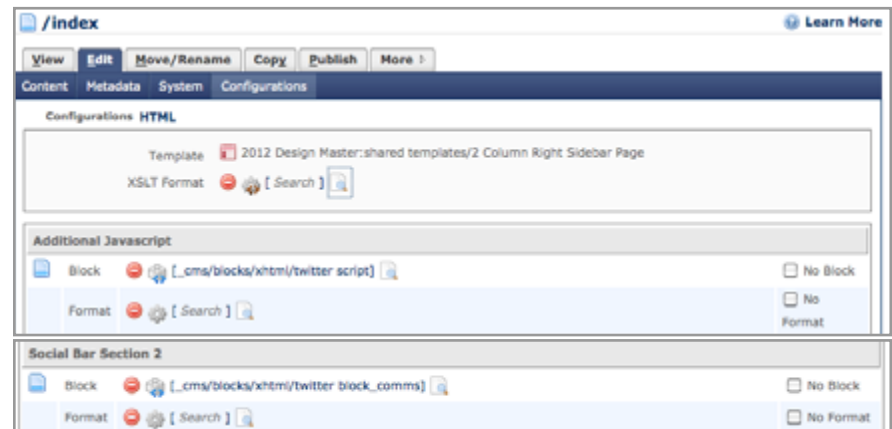 /index Learn More
View Edit Move/Rename Copy Publish More
Content Metadata System Configurations
Configurations HTML
Template 2012 Design Master:shared templates/2 Column Right Sidebar Page
XSLT Format [ Search ]
Additional Javascript
Block [_cms/blocks/xhtml/twitter script] No Block
Format [ Search ] No Format
Social Bar Section 2
Block [_cms/blocks/xhtml/twitter block_comms] No Block
Format [ Search ] No Format